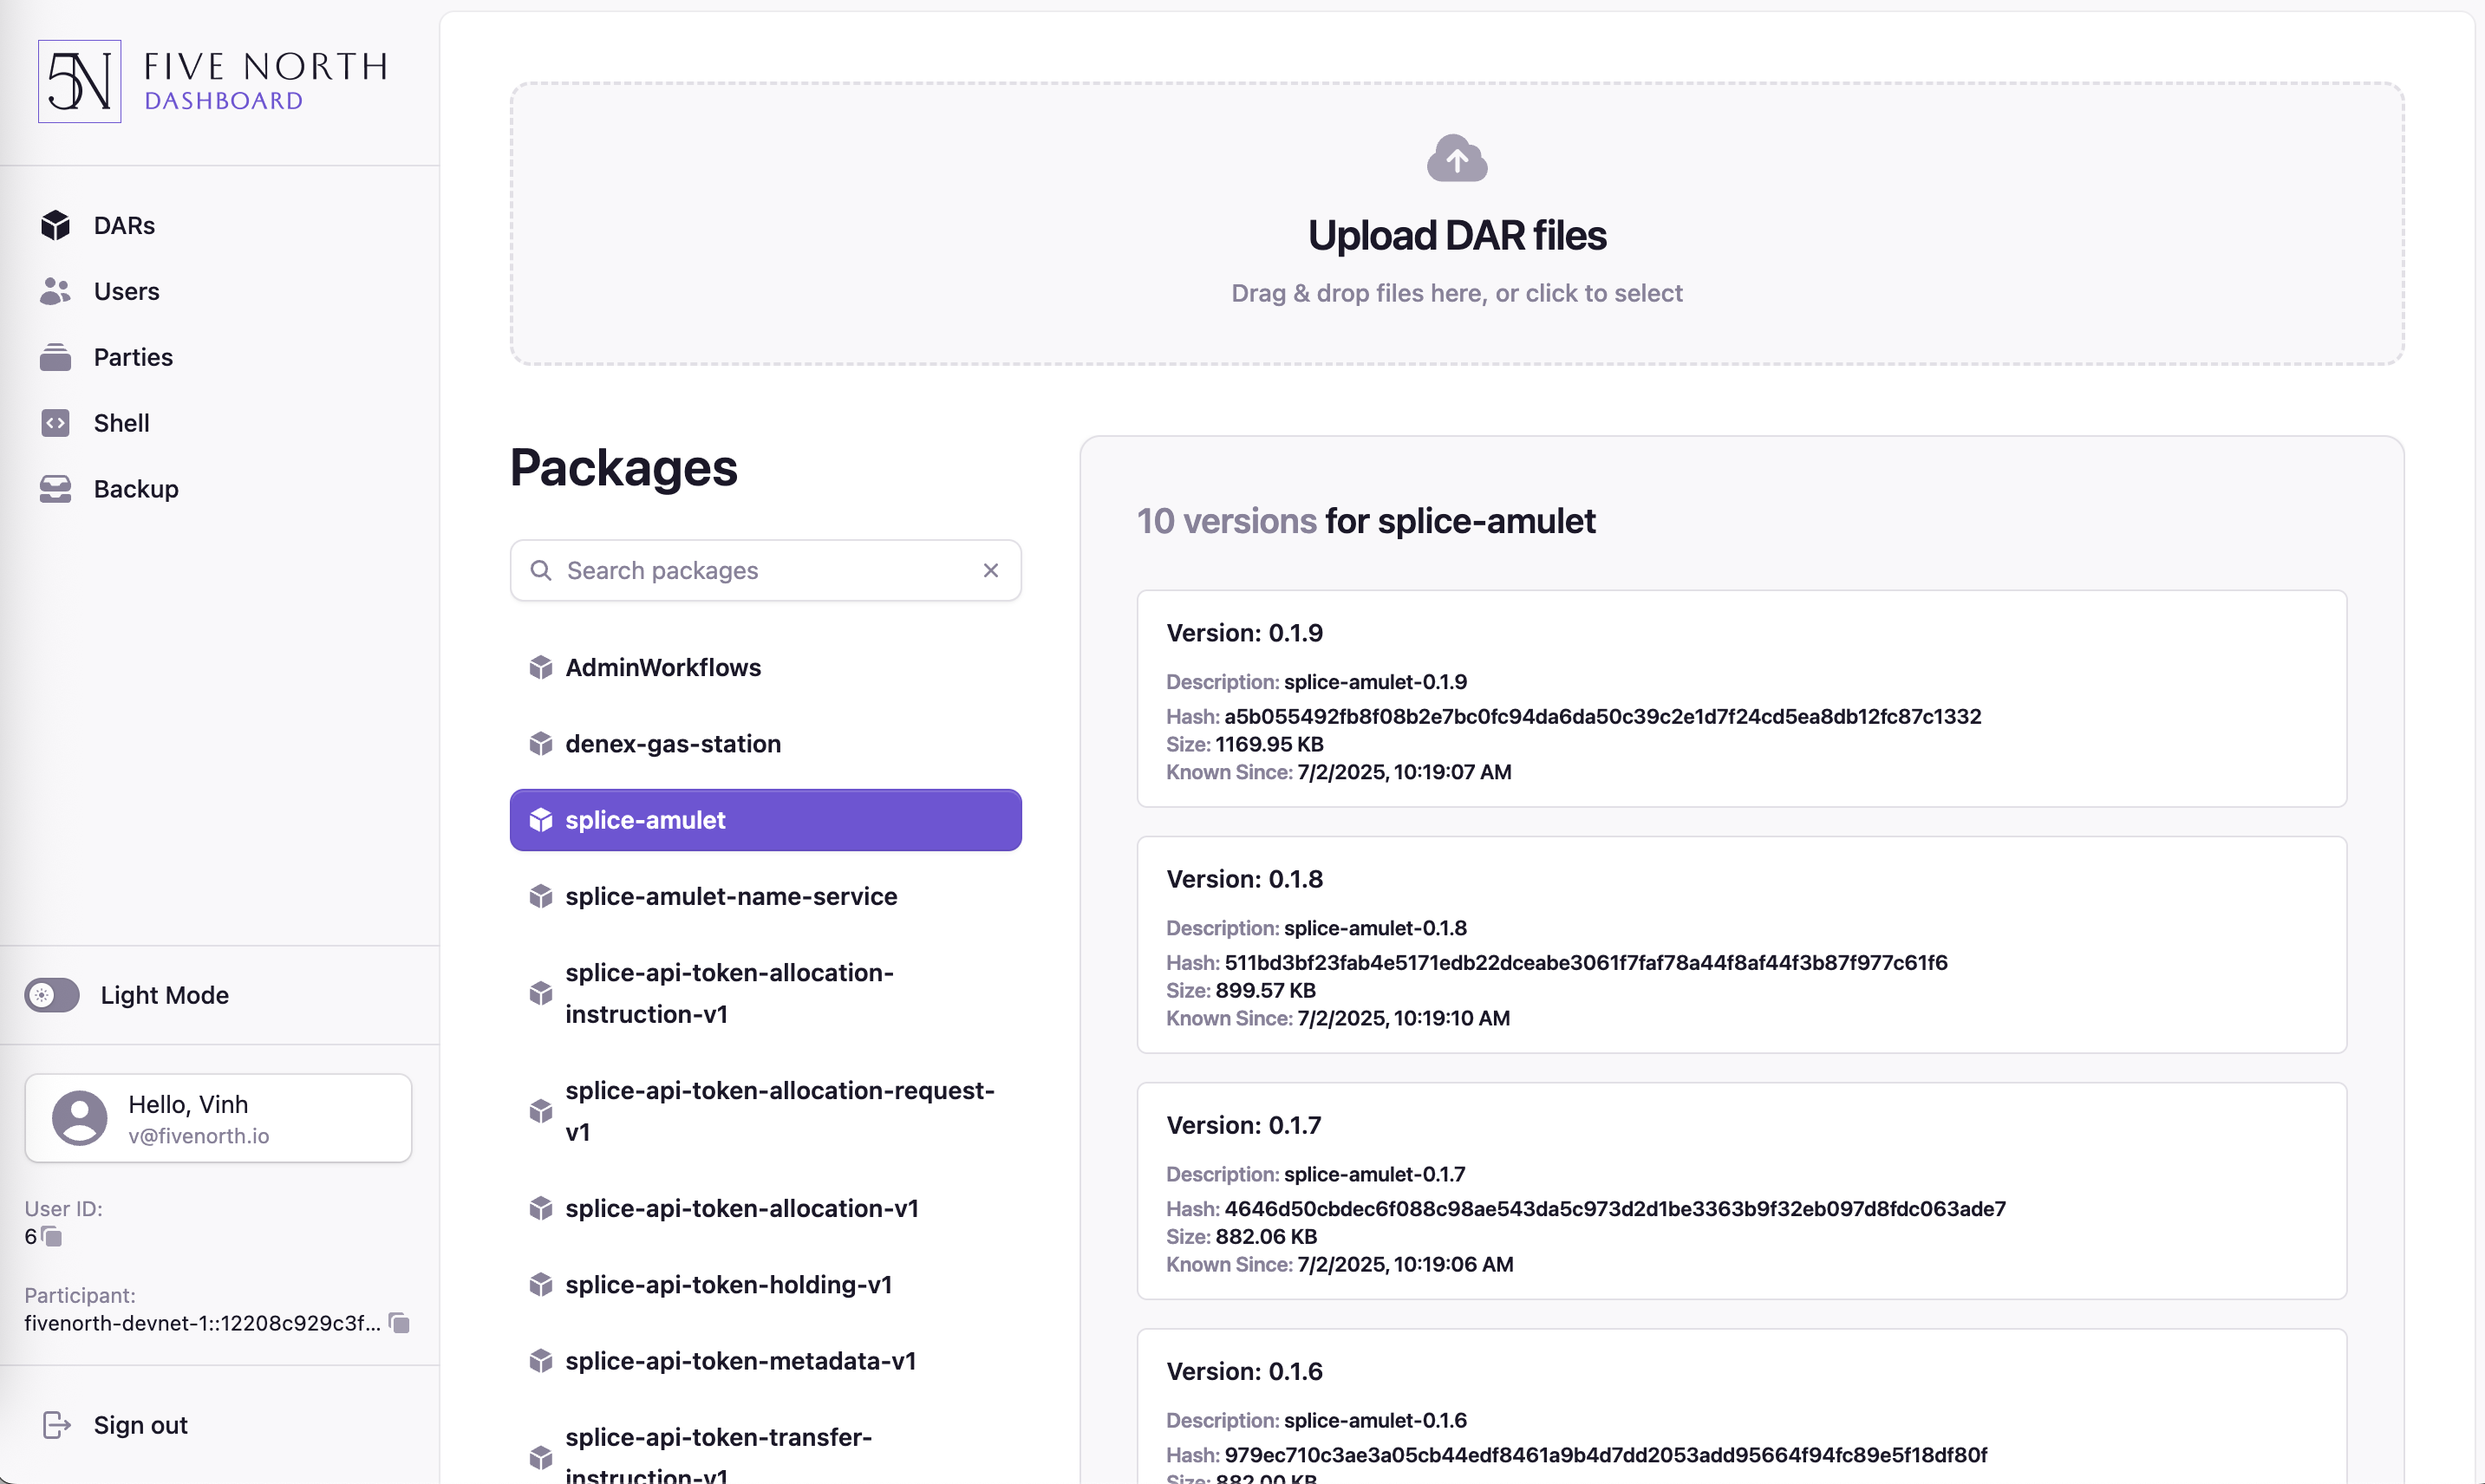 5N
FIVE NORTH
DASHBOARD
DARs
Users
Parties
Shell
Backup
Light Mode
Hello, Vinh
v@fivenorth.io
User ID:
6
Participant:
fivenorth-devnet-1::12208c929c3f...
Sign out
Upload DAR files
Drag & drop files here, or click to select
Packages
Search packages
AdminWorkflows
denex-gas-station
splice-amulet
splice-amulet-name-service
splice-api-token-allocation-
instruction-v1
splice-api-token-allocation-request-
v1
splice-api-token-allocation-v1
splice-api-token-holding-v1
splice-api-token-metadata-v1
splice-api-token-transfer-
instruction-v1
10 versions for splice-amulet
Version: 0.1.9
Description: splice-amulet-0.1.9
Hash: a5b055492fb8f08b2e7bc0fc94da6da50c39c2e1d7f24cd5ea8db12fc87c1332
Size: 1169.95 KB
Known Since: 7/2/2025, 10:19:07 AM
Version: 0.1.8
Description: splice-amulet-0.1.8
Hash: 511bd3bf23fab4e5171edb22dceabe3061f7faf78a44f8af44f3b87f977c61f6
Size: 899.57 KB
Known Since: 7/2/2025, 10:19:10 AM
Version: 0.1.7
Description: splice-amulet-0.1.7
Hash: 4646d50cbdec6f088c98ae543da5c973d2d1be3363b9f32eb097d8fdc063ade7
Size: 882.06 KB
Known Since: 7/2/2025, 10:19:06 AM
Version: 0.1.6
Description: splice-amulet-0.1.6
Hash: 979ec710c3ae3a05cb44edf8461a9b4d7dd2053add95664f94fc89e5f18df80f
Size: 882.00 KB